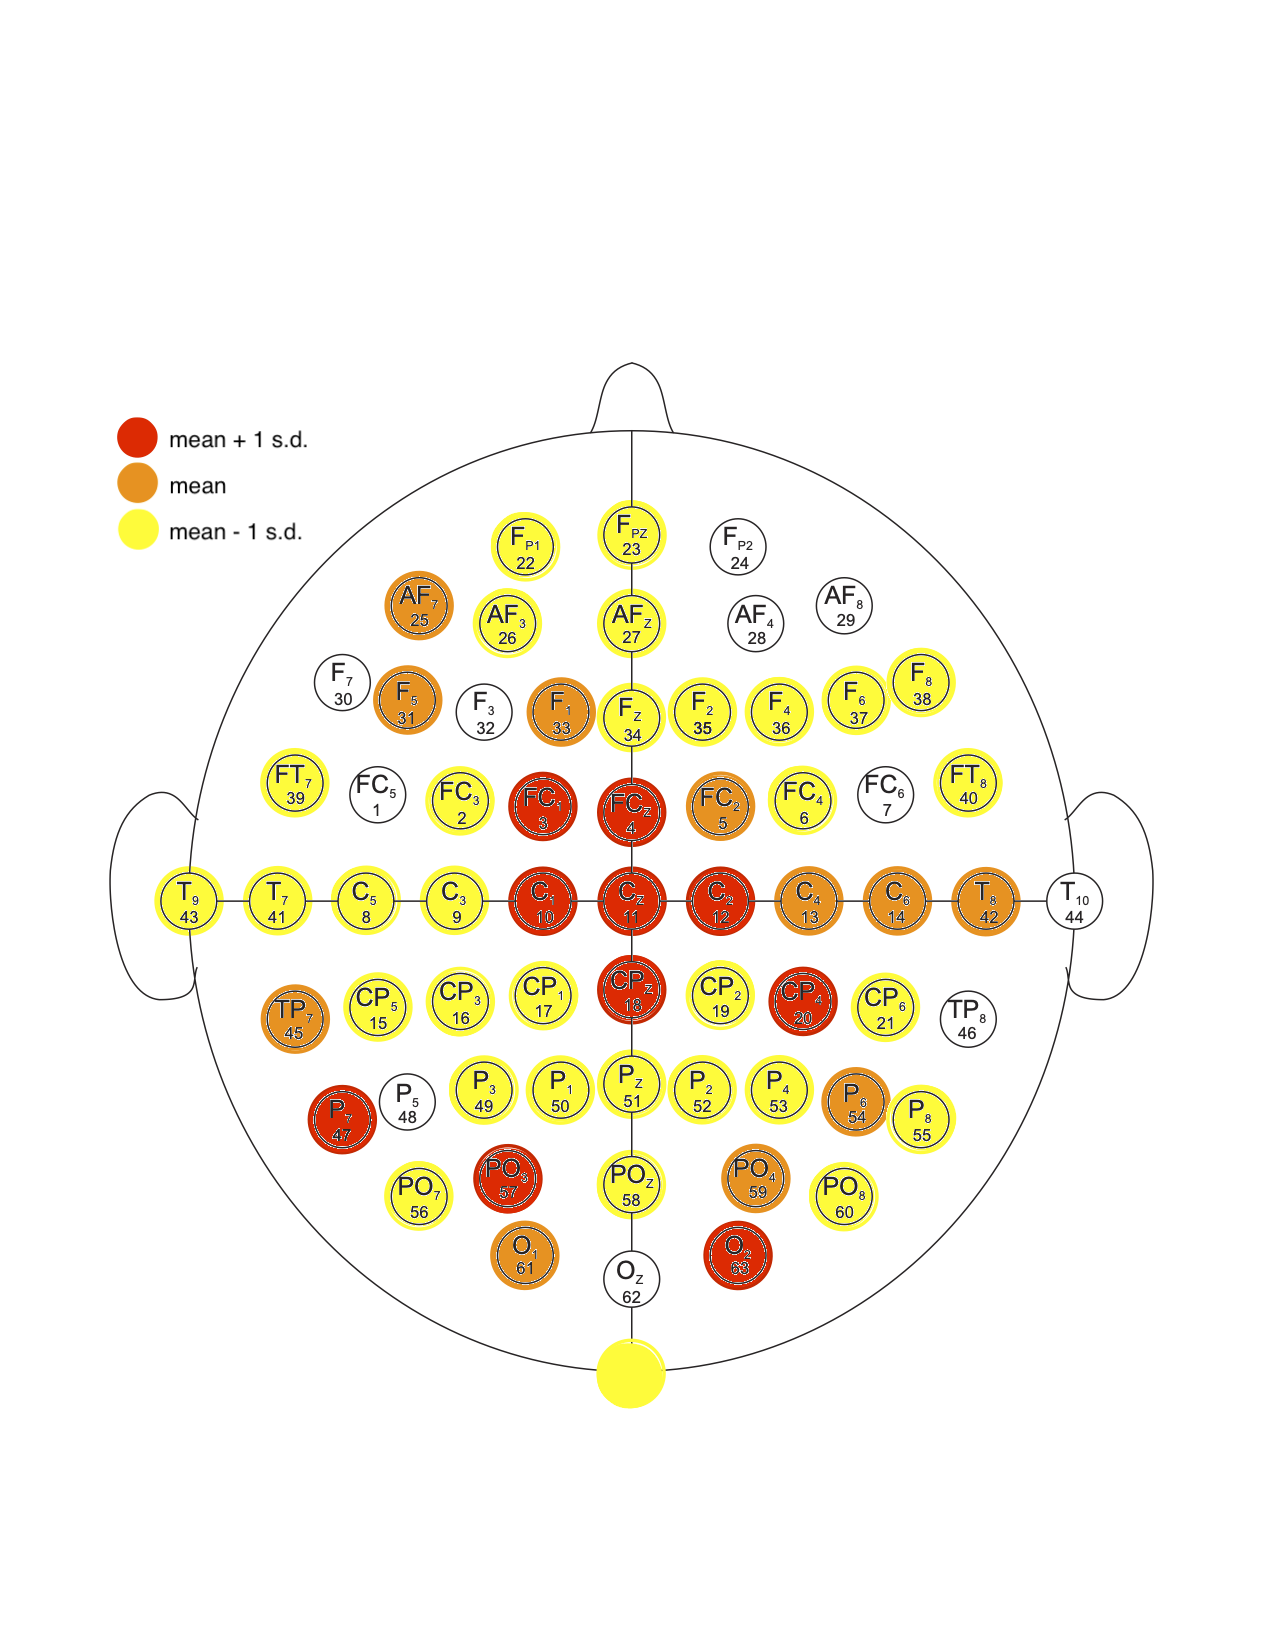 mean + 1 s.d.
mean
mean - 1 s.d.
FP1 FPZ FP2
22 23 24
AF7 AF3 AFZ AF4 AF8
25 26 27 28 29
F7 F5 F3 F1 FZ F2 F4 F6 F8
30 31 32 33 34 35 36 37 38
FT7 FC5 FC3 FC1 FCZ FC2 FC4 FC6 FT8
39 1 2 3 4 5 6 7 40
T9 T7 C5 C3 C1 CZ C2 C4 C6 T8 T10
43 41 8 9 10 11 12 13 14 42 44
TP7 CP5 CP3 CP1 CPZ CP2 CP4 CP6 TP8
45 15 16 17 18 19 20 21 46
P7 P5 P3 P1 PZ P2 P4 P6 P8
47 48 49 50 51 52 53 54 55
PO7 PO3 POZ PO4 PO8
56 57 58 59 60
O1 OZ O2
61 62 63